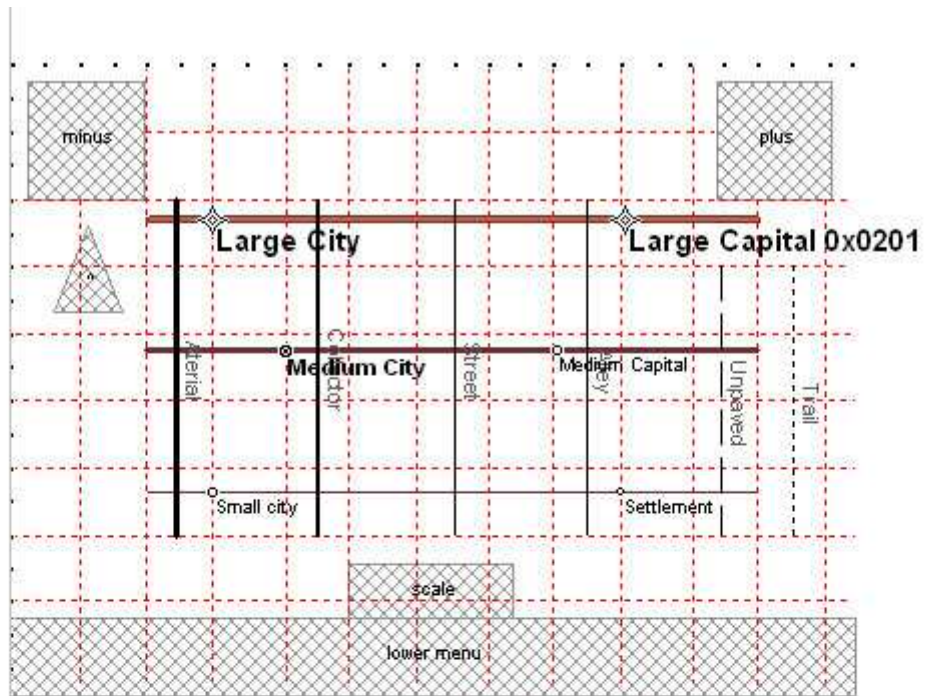 minus
plus
Large City
Large Capital 0x0201
Aterial
Collector
Street
Alley
Unpaved
Trail
Medium City
Medium Capital
Small city
Settlement
scale
lower menu